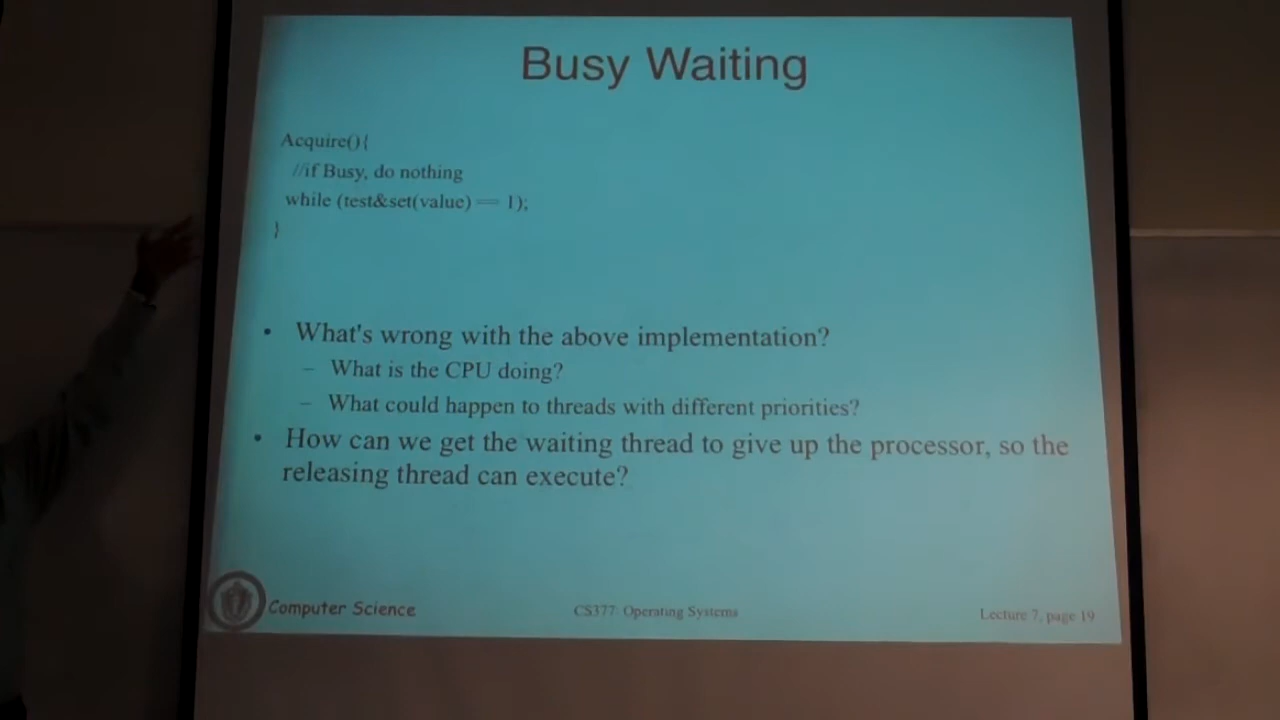 Busy Waiting
Acquire(){
//if Busy, do nothing
while (test&set(value) == 1);
}
• What's wrong with the above implementation?
– What is the CPU doing?
– What could happen to threads with different priorities?
• How can we get the waiting thread to give up the processor, so the
releasing thread can execute?
Computer Science
CS377: Operating Systems
Lecture 7, page 19